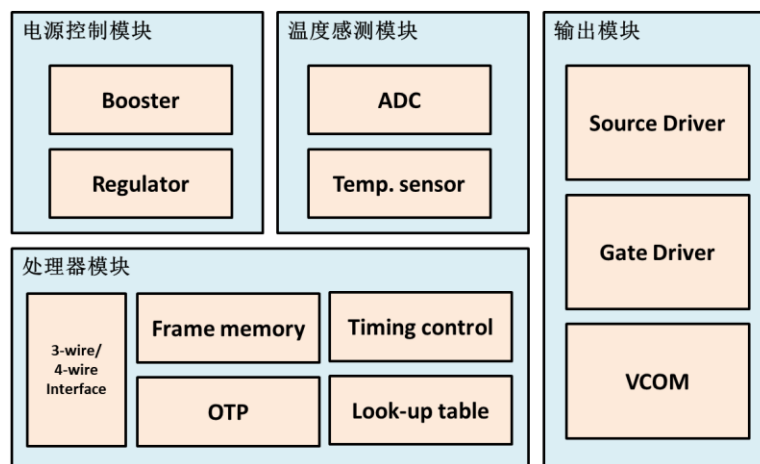 电源控制模块
Booster
Regulator
温度感测模块
ADC
Temp. sensor
输出模块
Source Driver
Gate Driver
VCOM
处理器模块
3-wire/
4-wire
Interface
Frame memory
Timing control
OTP
Look-up table